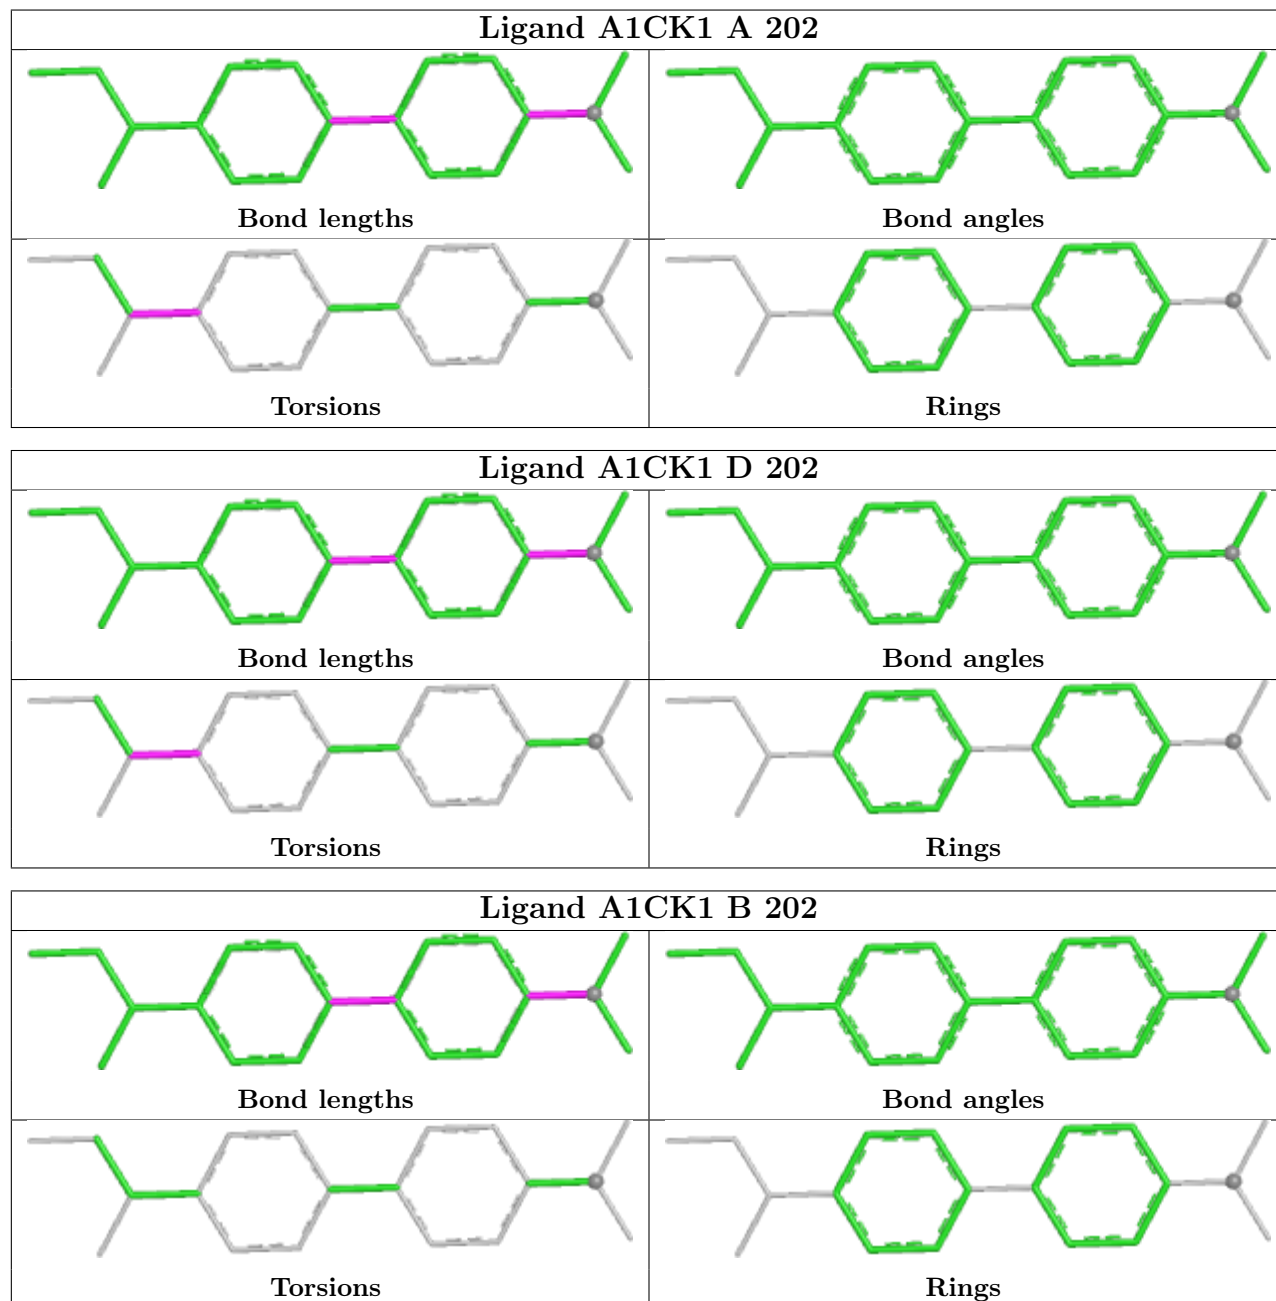 Ligand A1CK1 A 202
Bond lengths
Bond angles
Torsions
Rings
Ligand A1CK1 D 202
Bond lengths
Bond angles
Torsions
Rings
Ligand A1CK1 B 202
Bond lengths
Bond angles
Torsions
Rings